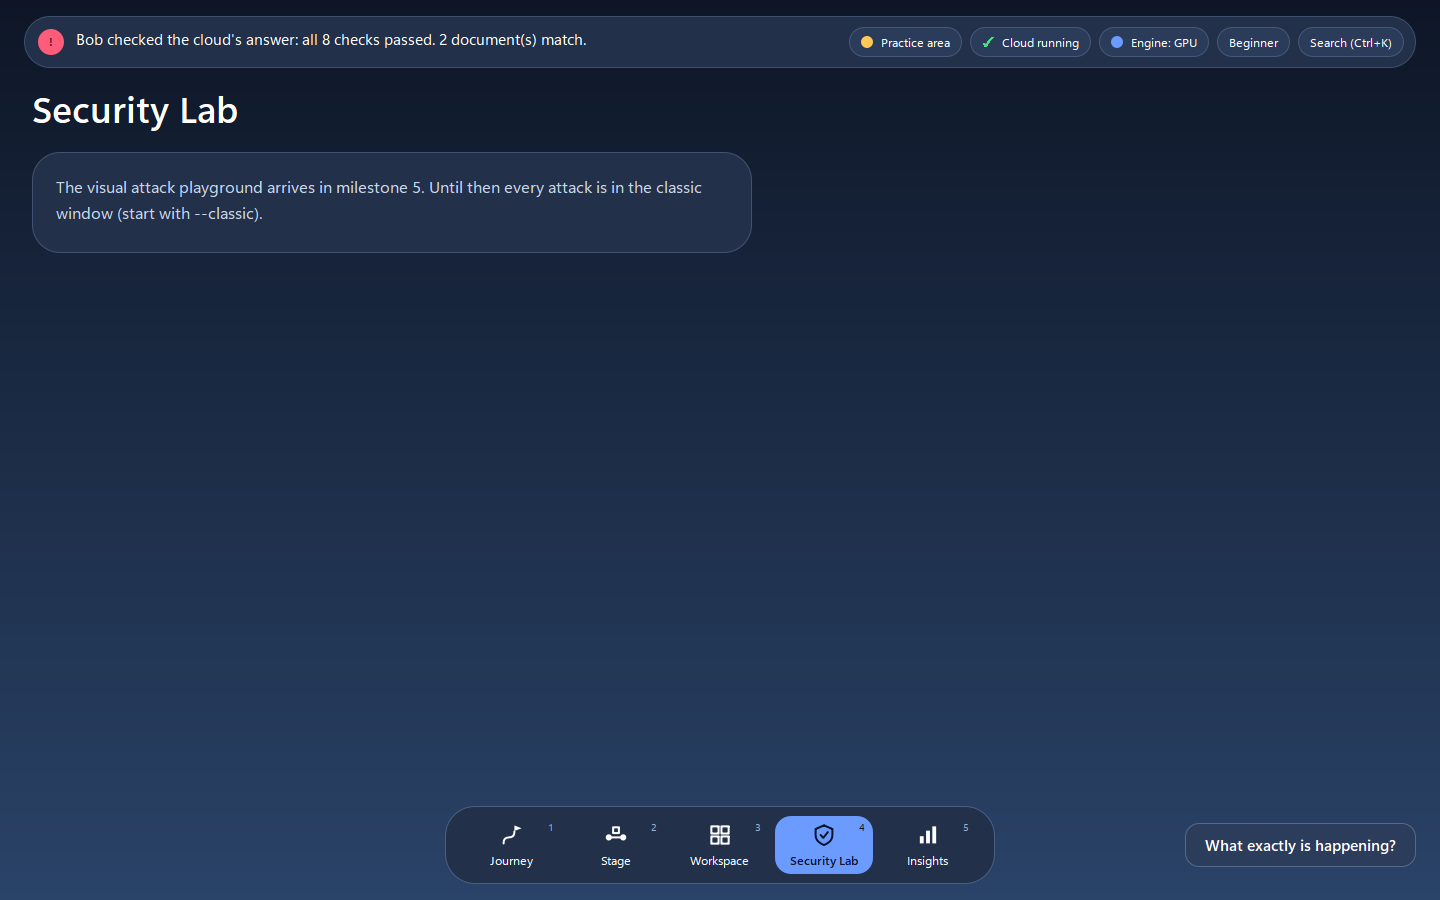 ! Bob checked the cloud's answer: all 8 checks passed. 2 document(s) match.
Practice area
✓ Cloud running
Engine: GPU
Beginner
Search (Ctrl+K)
Security Lab
The visual attack playground arrives in milestone 5. Until then every attack is in the classic
window (start with --classic).
1
Journey
2
Stage
3
Workspace
4
Security Lab
5
Insights
What exactly is happening?